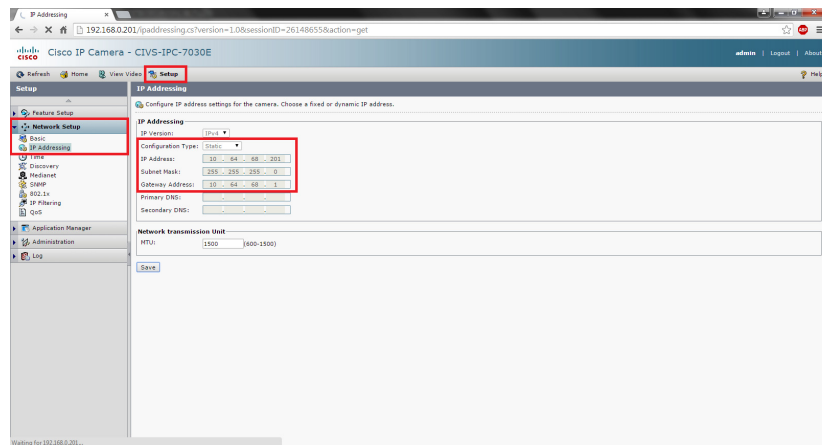 IP Addressing
192.168.0.201/ipaddressing.cs?version=1.0&sessionID=26148655&action=get
ABP
cisco
Cisco IP Camera - CIVS-IPC-7030E
admin | Logout | About
Refresh Home View Video Setup
Help
Setup
IP Addressing
Configure IP address settings for the camera. Choose a fixed or dynamic IP address.
Feature Setup
Network Setup
Basic
IP Addressing
Time
Discovery
Medianet
SNMP
802.1x
IP Filtering
QoS
Application Manager
Administration
Log
IP Addressing
IP Version: IPv4
Configuration Type: Static
IP Address: 10 . 64 . 68 . 201
Subnet Mask: 255 . 255 . 255 . 0
Gateway Address: 10 . 64 . 68 . 1
Primary DNS: . . .
Secondary DNS: . . .
Network transmission Unit
MTU: 1500 (600-1500)
Save
Waiting for 192.168.0.201...